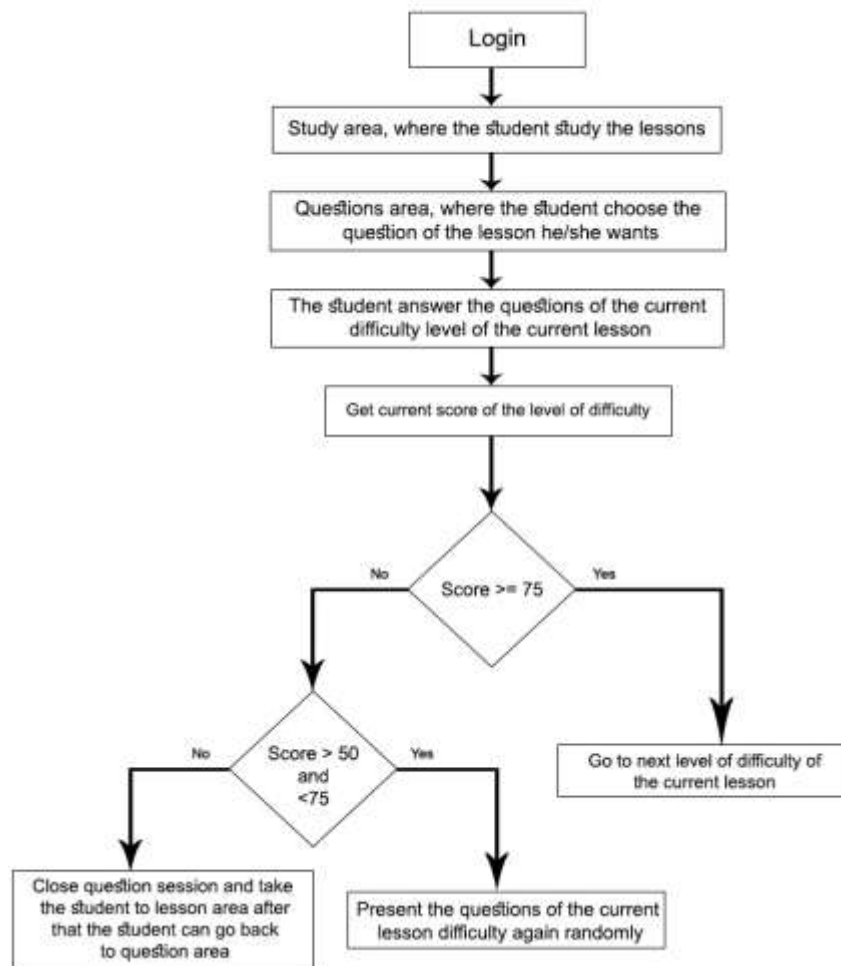 Login
Study area, where the student study the lessons
Questions area, where the student choose the
question of the lesson he/she wants
The student answer the questions of the current
difficulty level of the current lesson
Get current score of the level of difficulty
Score >= 75
No
Yes
Score > 50
and
<75
No
Yes
Go to next level of difficulty of
the current lesson
Close question session and take
the student to lesson area after
that the student can go back
to question area
Present the questions of the current
lesson difficulty again randomly